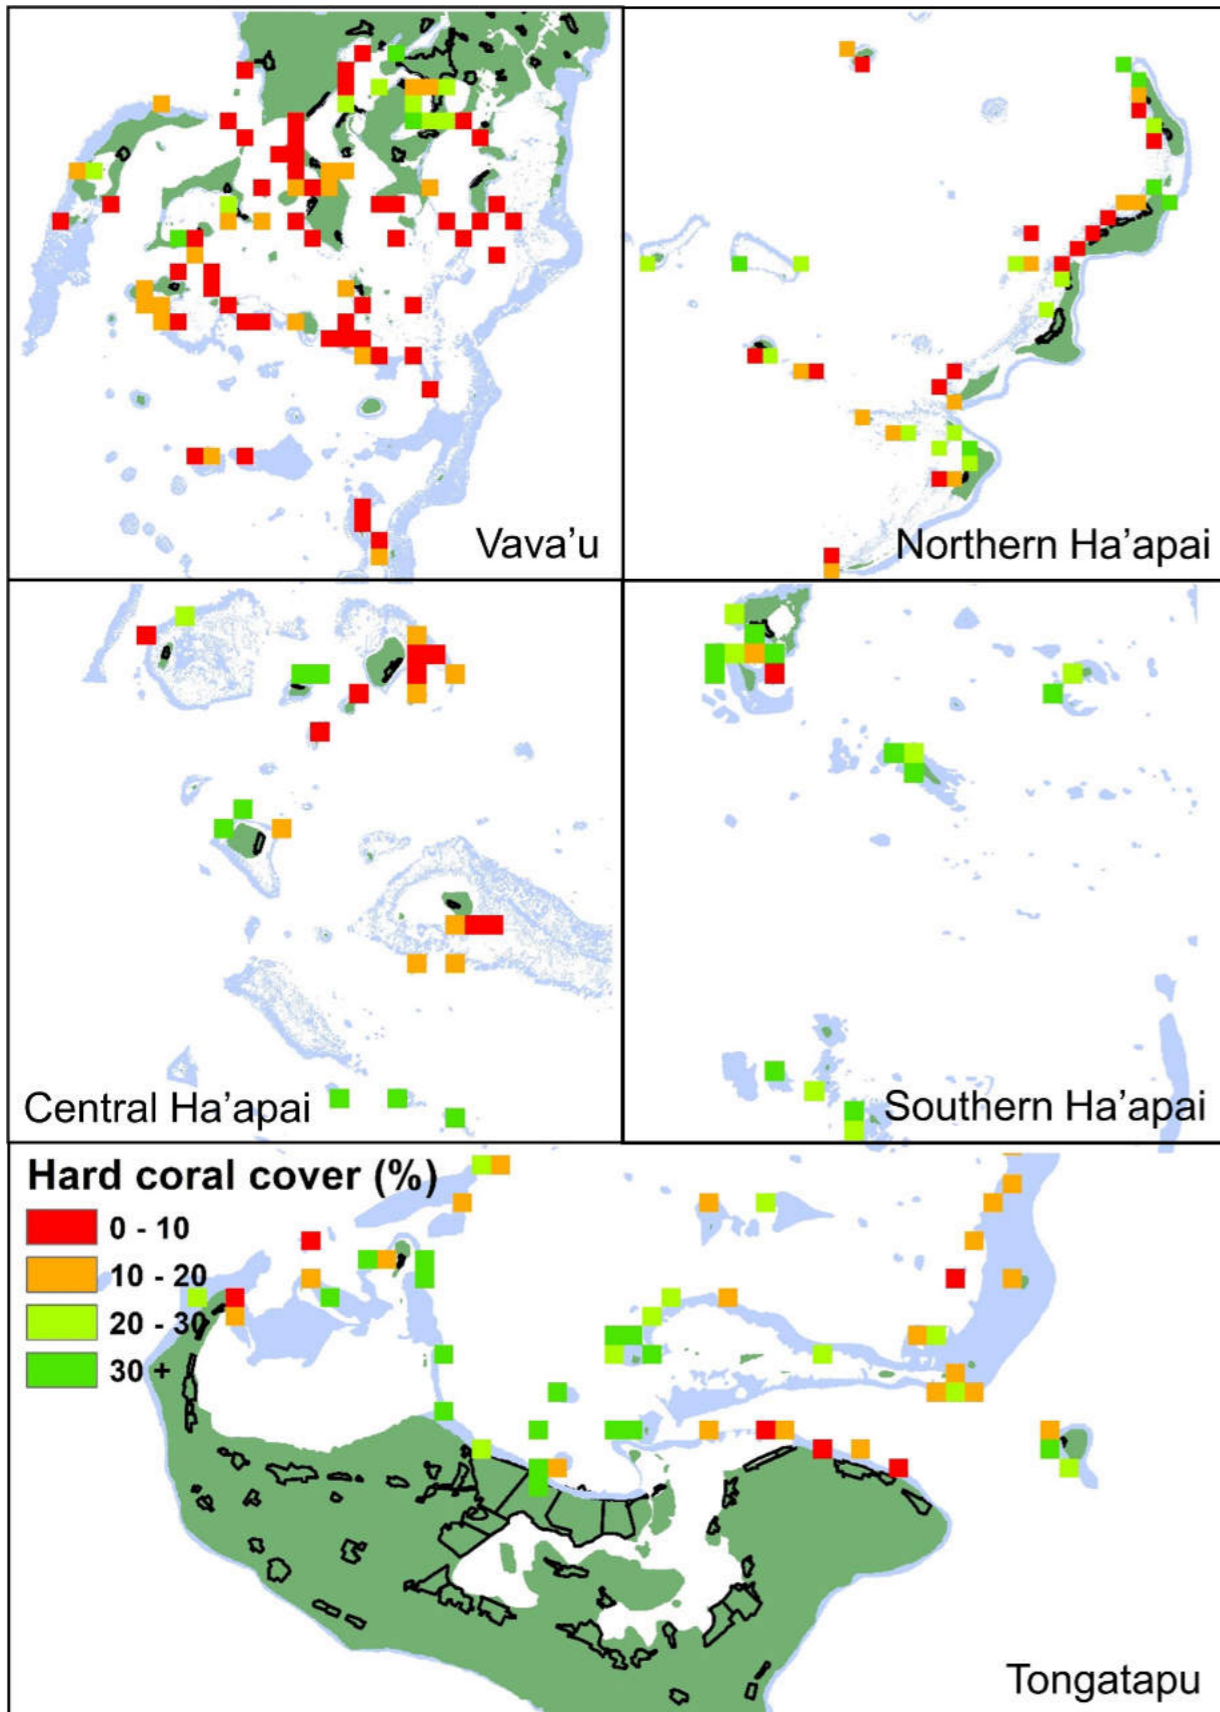 Vava'u
Northern Ha'apai
Central Ha'apai
Southern Ha'apai
Hard coral cover (%)
0 - 10
10 - 20
20 - 30
30 +
Tongatapu